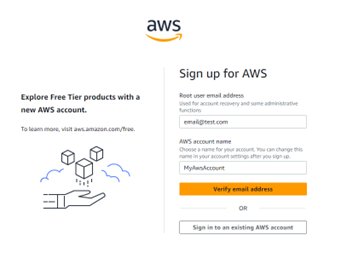 aws
Sign up for AWS
Explore Free Tier products with a
new AWS account.
To learn more, visit aws.amazon.com/free.
Root user email address
Used for account recovery and some administrative
functions
email@test.com
AWS account name
Choose a name for your account. You can change this
name in your account settings after you sign up.
MyAwsAccount
Verify email address
OR
Sign in to an existing AWS account